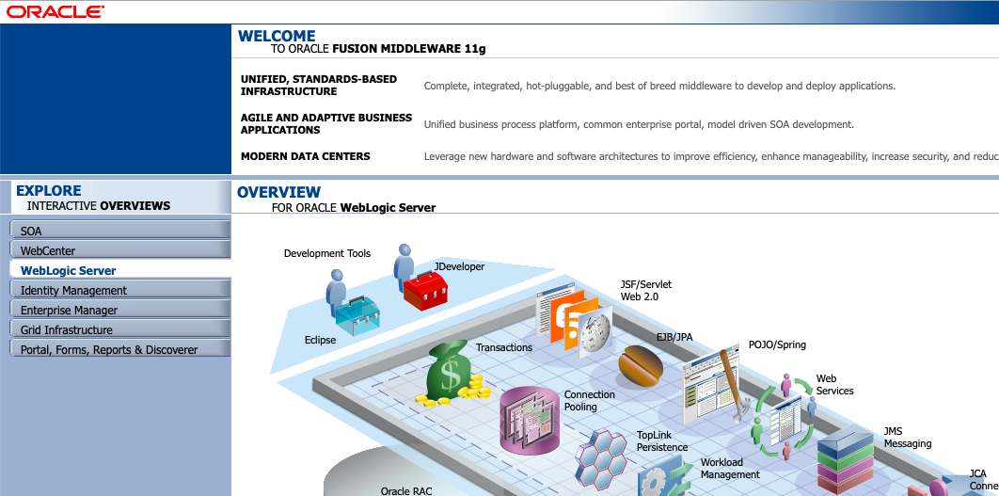 ORACLE
WELCOME
TO ORACLE FUSION MIDDLEWARE 11g
UNIFIED, STANDARDS-BASED
INFRASTRUCTURE
Complete, integrated, hot-pluggable, and best of breed middleware to develop and deploy applications.
AGILE AND ADAPTIVE BUSINESS
APPLICATIONS
Unified business process platform, common enterprise portal, model driven SOA development.
MODERN DATA CENTERS
Leverage new hardware and software architectures to improve efficiency, enhance manageability, increase security, and reduc
EXPLORE
INTERACTIVE OVERVIEWS
SOA
WebCenter
WebLogic Server
Identity Management
Enterprise Manager
Grid Infrastructure
Portal, Forms, Reports & Discoverer
OVERVIEW
FOR ORACLE WebLogic Server
Development Tools
JDeveloper
Eclipse
JSF/Servlet
Web 2.0
Transactions
EJB/JPA
POJO/Spring
Connection
Pooling
Web
Services
TopLink
Persistence
JMS
Messaging
Workload
Management
JCA
Conne
Oracle RAC